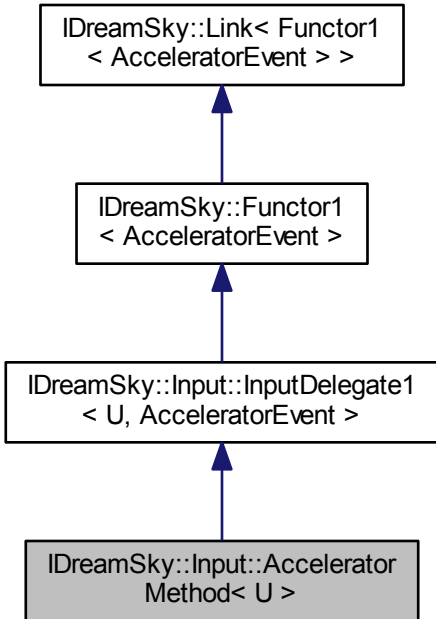 IDreamSky::Link< Functor1
< AcceleratorEvent > >
IDreamSky::Functor1
< AcceleratorEvent >
IDreamSky::Input::InputDelegate1
< U, AcceleratorEvent >
IDreamSky::Input::Accelerator
Method< U >